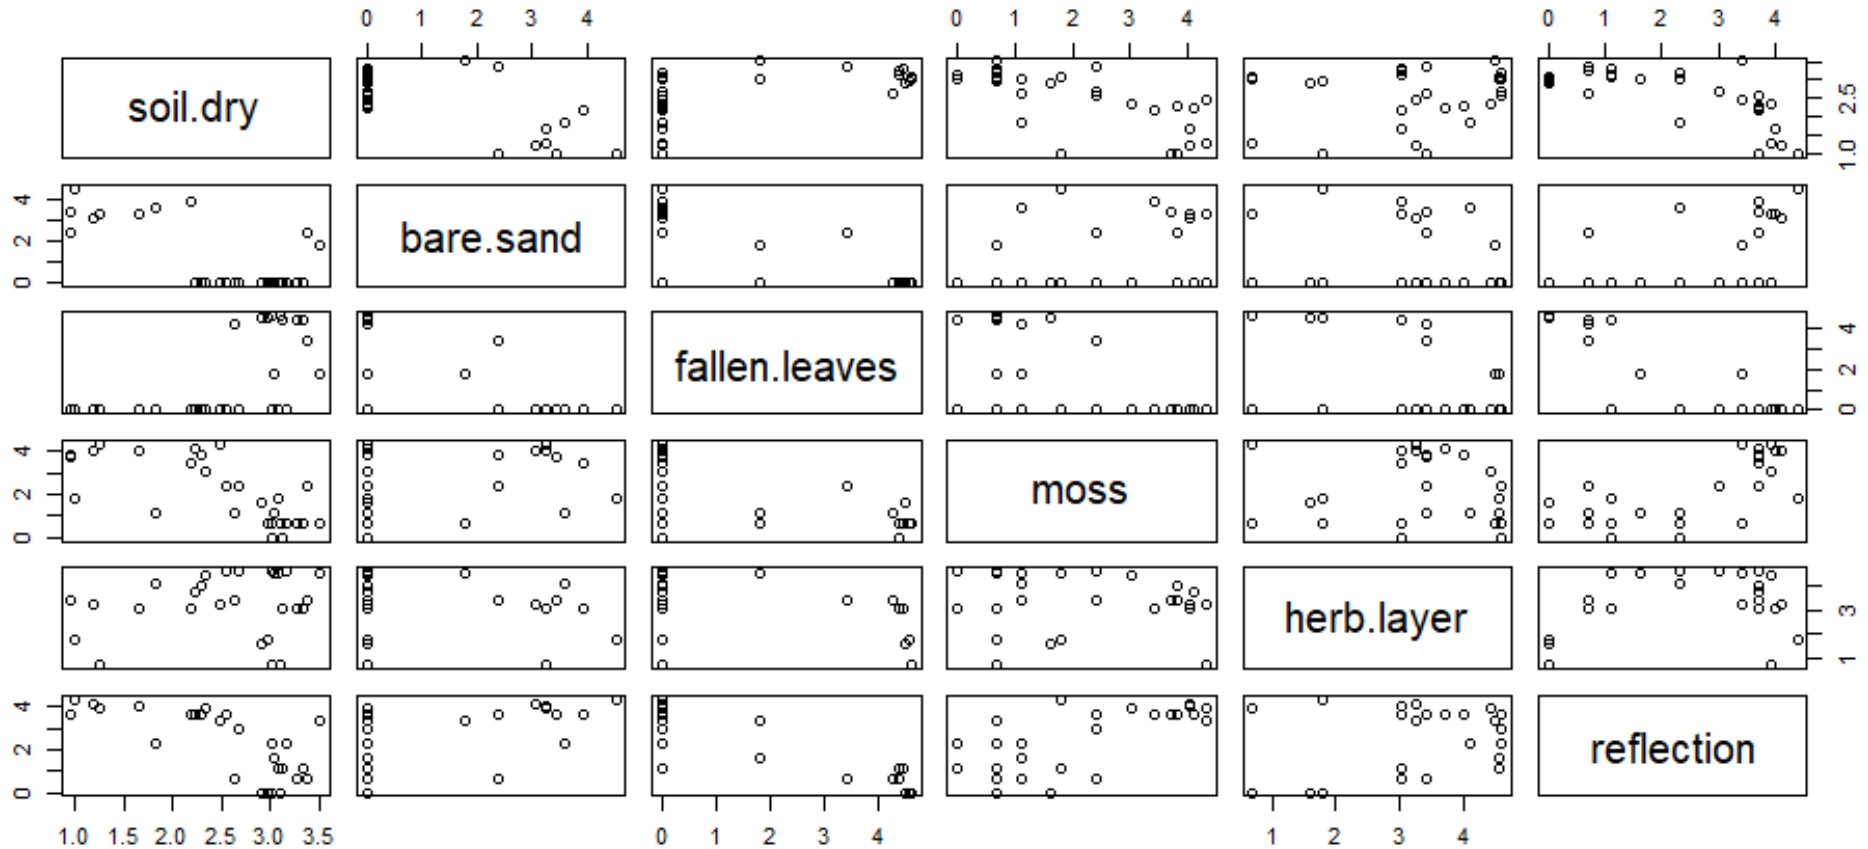 0 1 2 3 4 0 1 2 3 4 0 1 2 3 4
soil.dry 1.0 2.5
0 2 4 bare.sand
fallen.leaves 0 2 4
0 2 4 moss
herb.layer 1 3
0 2 4 reflection
1.0 1.5 2.0 2.5 3.0 3.5 0 1 2 3 4 1 2 3 4